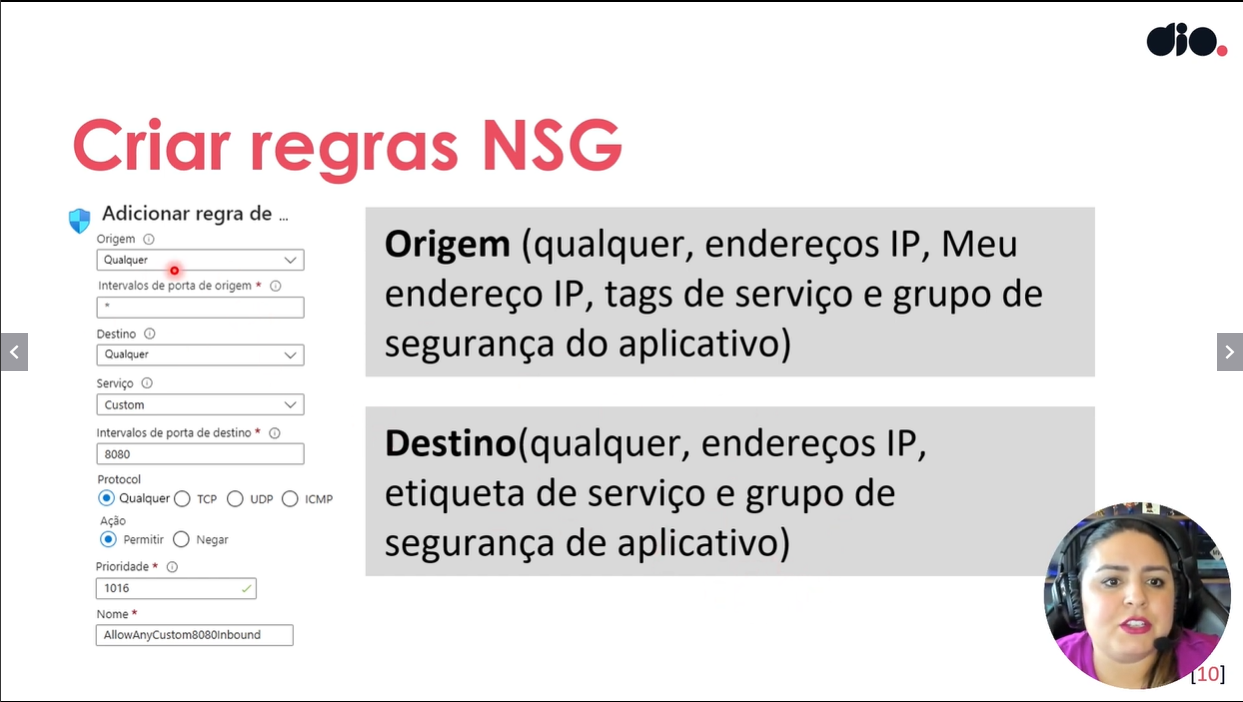 dio.
Criar regras NSG
Adicionar regra de ...
Origem
Qualquer
Intervalos de porta de origem *
*
Destino
Qualquer
Serviço
Custom
Intervalos de porta de destino *
8080
Protocol
Qualquer TCP UDP ICMP
Ação
Permitir Negar
Prioridade *
1016
Nome *
AllowAnyCustom8080Inbound
Origem (qualquer, endereços IP, Meu
endereço IP, tags de serviço e grupo de
segurança do aplicativo)
Destino(qualquer, endereços IP,
etiqueta de serviço e grupo de
segurança de aplicativo)
[10]